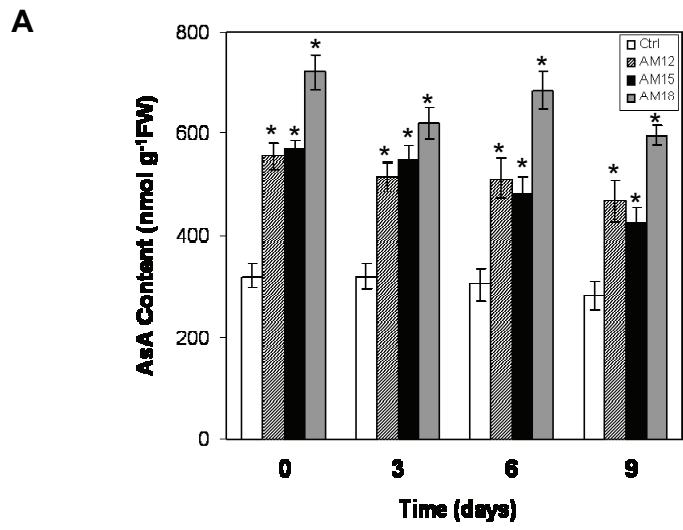 A
800
600
400
200
0
AsA Content (nmol g⁻¹FW)
Ctrl
AM12
AM15
AM18
* * * *
* * * *
* * * *
* * * *
0 3 6 9
Time (days)